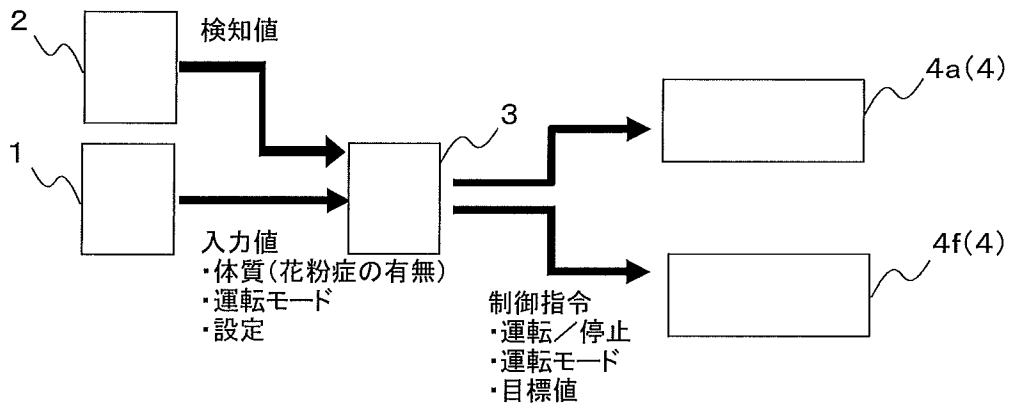 2
検知値
4a(4)
3
1
入力値
・体質(花粉症の有無)
・運転モード
・設定
4f(4)
制御指令
・運転／停止
・運転モード
・目標値